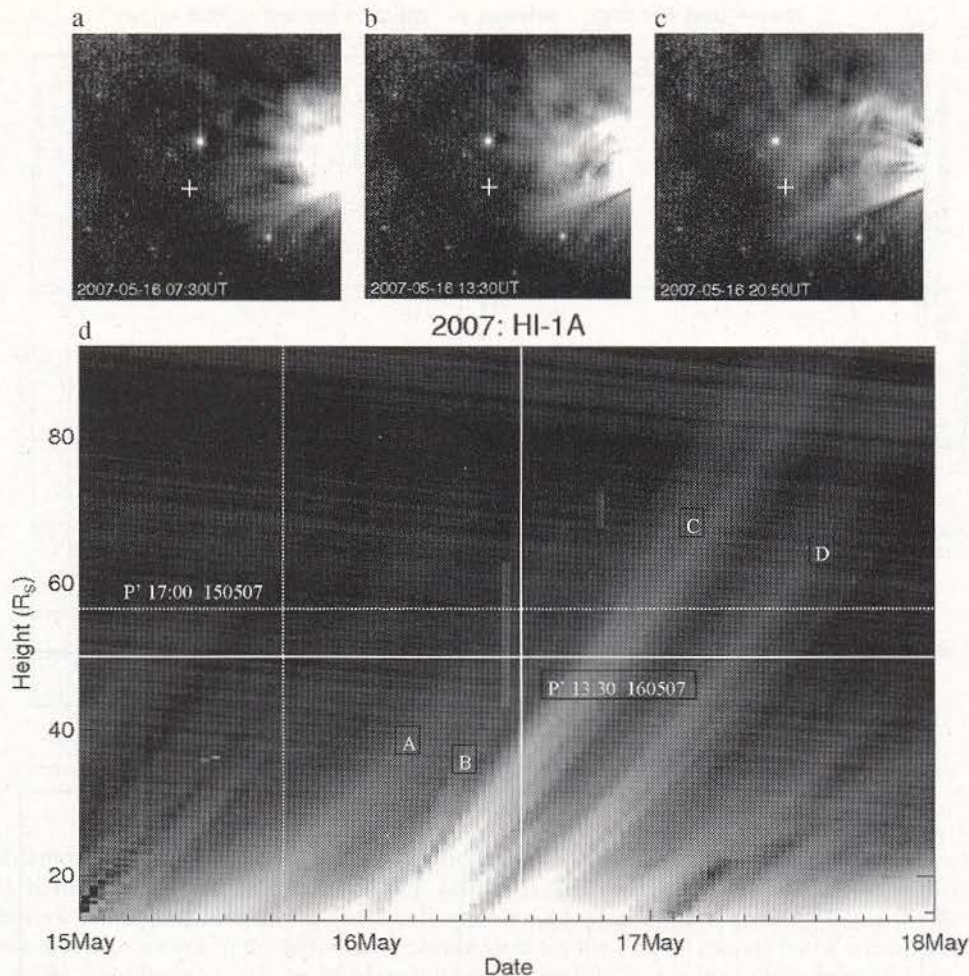 a
b
c
2007-05-16 07:30UT
2007-05-16 13:30UT
2007-05-16 20:50UT
d
2007: HI-1A
80
60
40
20
Height (Rs)
P' 17:00 150507
P' 13 30 160507
A
B
C
D
15May
16May
17May
18May
Date